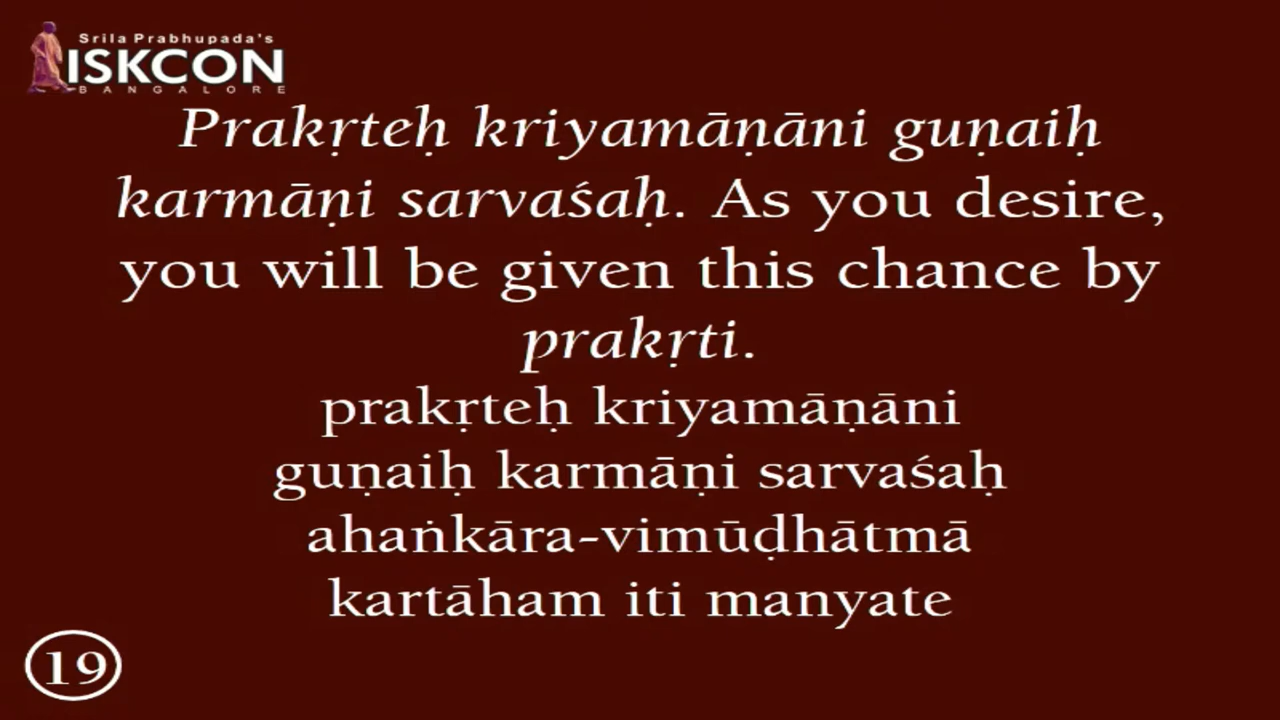 Srila Prabhupada's
ISKCON
BANGALORE
Prakṛteḥ kriyamāṇāni guṇaiḥ
karmāṇi sarvaśaḥ. As you desire,
you will be given this chance by
prakṛti.
prakṛteḥ kriyamāṇāni
guṇaiḥ karmāṇi sarvaśaḥ
ahaṅkāra-vimūḍhātmā
kartāham iti manyate
19